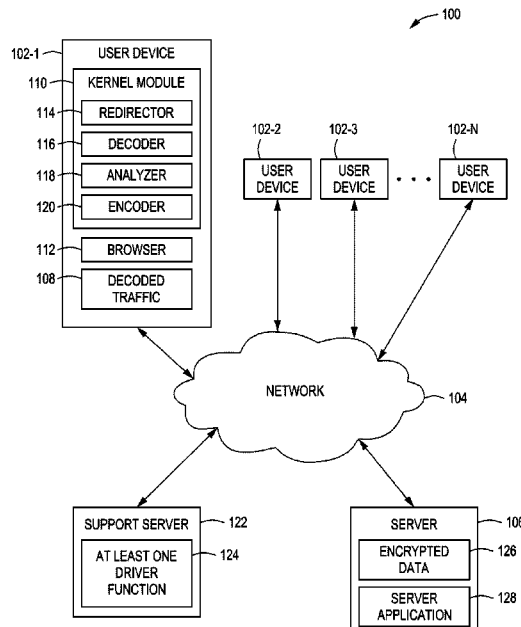 100
102-1
USER DEVICE
110
KERNEL MODULE
114
REDIRECTOR
116
DECODER
118
ANALYZER
120
ENCODER
112
BROWSER
108
DECODED
TRAFFIC
102-2
USER
DEVICE
102-3
USER
DEVICE
102-N
USER
DEVICE
NETWORK
104
SUPPORT SERVER
122
AT LEAST ONE
DRIVER
FUNCTION
124
SERVER
106
ENCRYPTED
DATA
126
SERVER
APPLICATION
128